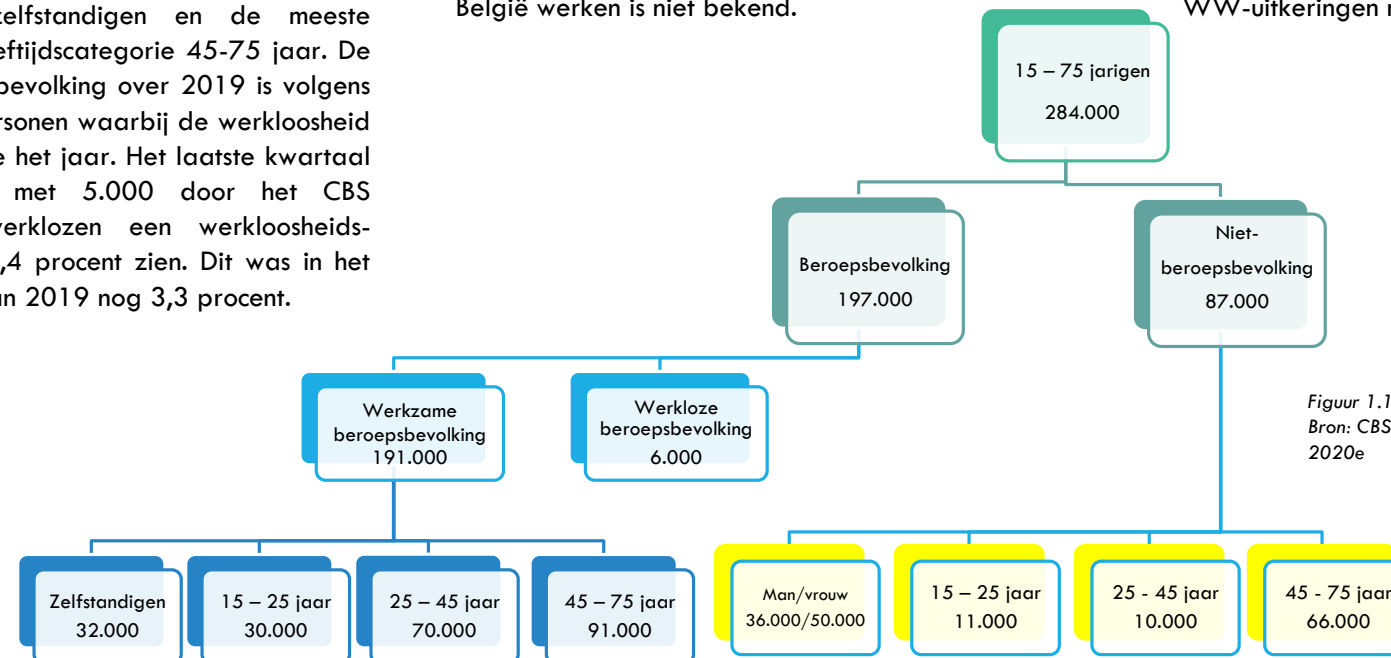 zelfstandigen en de meeste
45-75 jaar. De
bevolking over 2019 is volgens
waarbij de werkloosheid
het jaar. Het laatste kwartaal
met 5.000 door het CBS
een werkloosheids-
,4 procent zien. Dit was in het
2019 nog 3,3 procent.
België werken is niet bekend.
WW-uitkeringen
15 – 75 jarigen
284.000
Beroepsbevolking
197.000
Niet-
beroepsbevolking
87.000
Werkzame
beroepsbevolking
191.000
Werkloze
beroepsbevolking
6.000
Figuur 1.1
Bron: CBS
2020e
Zelfstandigen
32.000
15 – 25 jaar
30.000
25 – 45 jaar
70.000
45 – 75 jaar
91.000
Man/vrouw
36.000/50.000
15 – 25 jaar
11.000
25 - 45 jaar
10.000
45 - 75 jaar
66.000